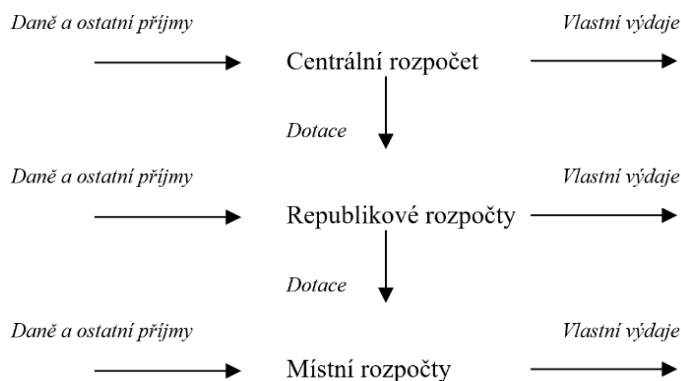 Daně a ostatní příjmy Vlastní výdaje
Centrální rozpočet
Dotace
Daně a ostatní příjmy Vlastní výdaje
Republikové rozpočty
Dotace
Daně a ostatní příjmy Vlastní výdaje
Místní rozpočty